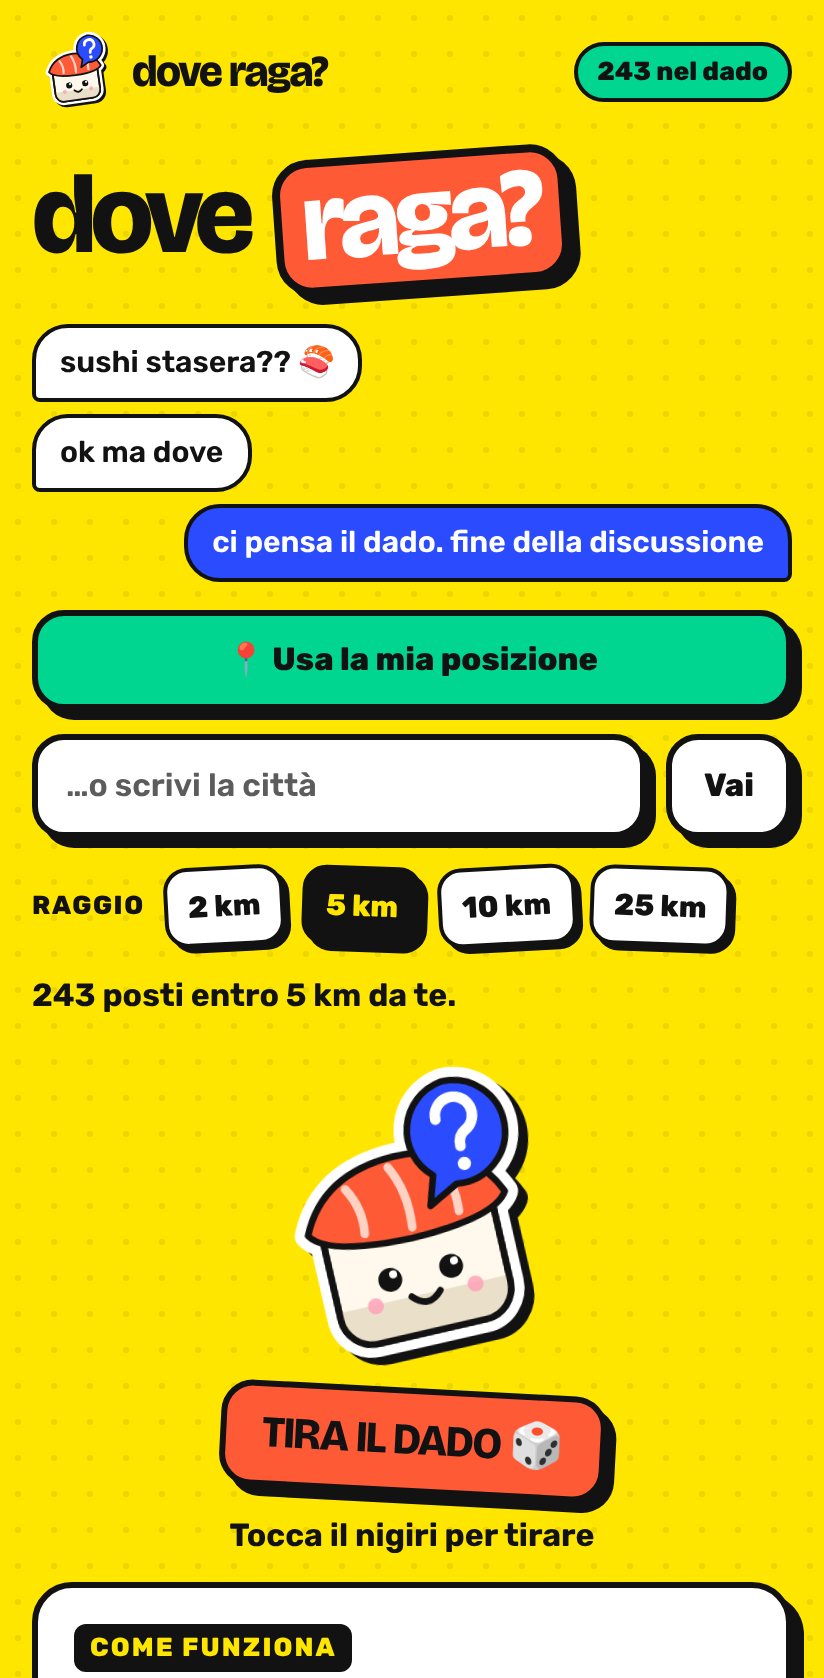 dove raga?
243 nel dado
dove raga?
sushi stasera?? 🍣
ok ma dove
ci pensa il dado. fine della discussione
📍 Usa la mia posizione
...o scrivi la città
Vai
RAGGIO 2 km 5 km 10 km 25 km
243 posti entro 5 km da te.
?
TIRA IL DADO 🎲
Tocca il nigiri per tirare
COME FUNZIONA